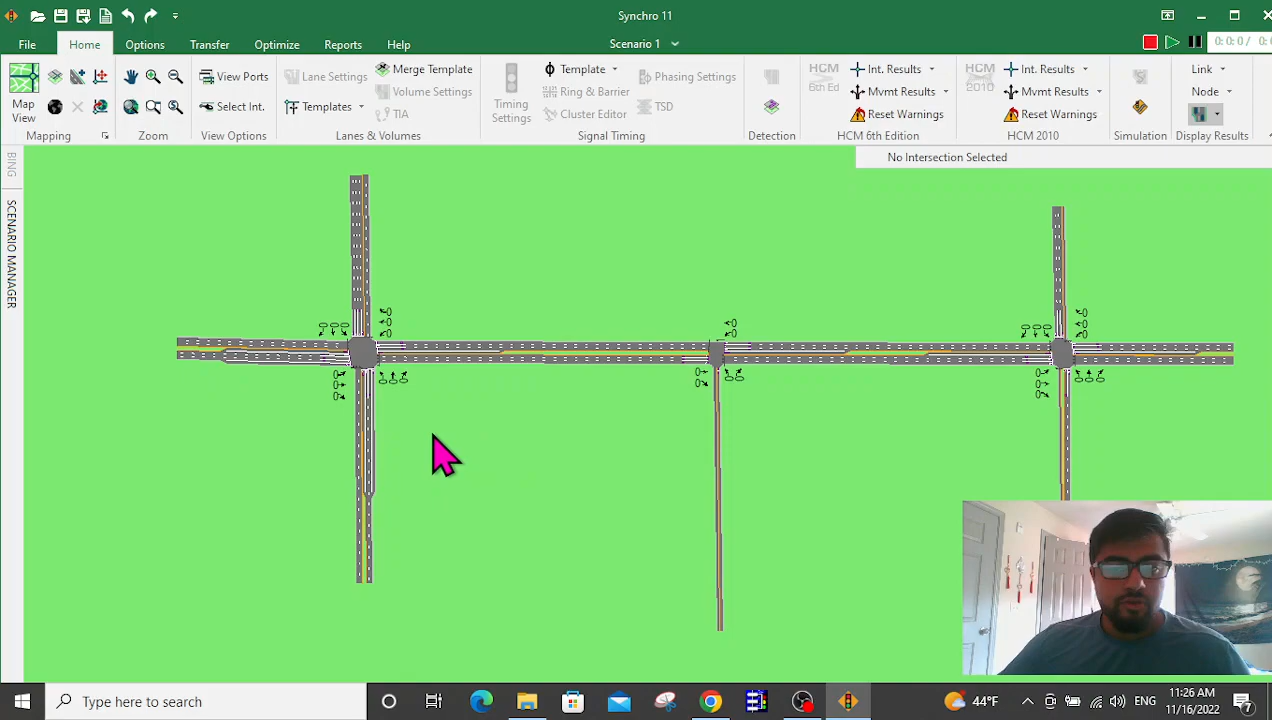 Synchro 11
File Home Options Transfer Optimize Reports Help Scenario 1
Map View
Mapping
Zoom
View Ports
Select Int.
View Options
Lane Settings
Templates
Merge Template
Volume Settings
TIA
Lanes & Volumes
Timing Settings
Template
Ring & Barrier
Cluster Editor
Phasing Settings
TSD
Signal Timing
Detection
HCM 6th Ed
Int. Results
Mvmt Results
Reset Warnings
HCM 6th Edition
HCM 2010
Int. Results
Mvmt Results
Reset Warnings
HCM 2010
Simulation
Link
Node
Display Results
BING
SCENARIO MANAGER
No Intersection Selected
Type here to search
44°F
ENG
11:26 AM
11/16/2022
7